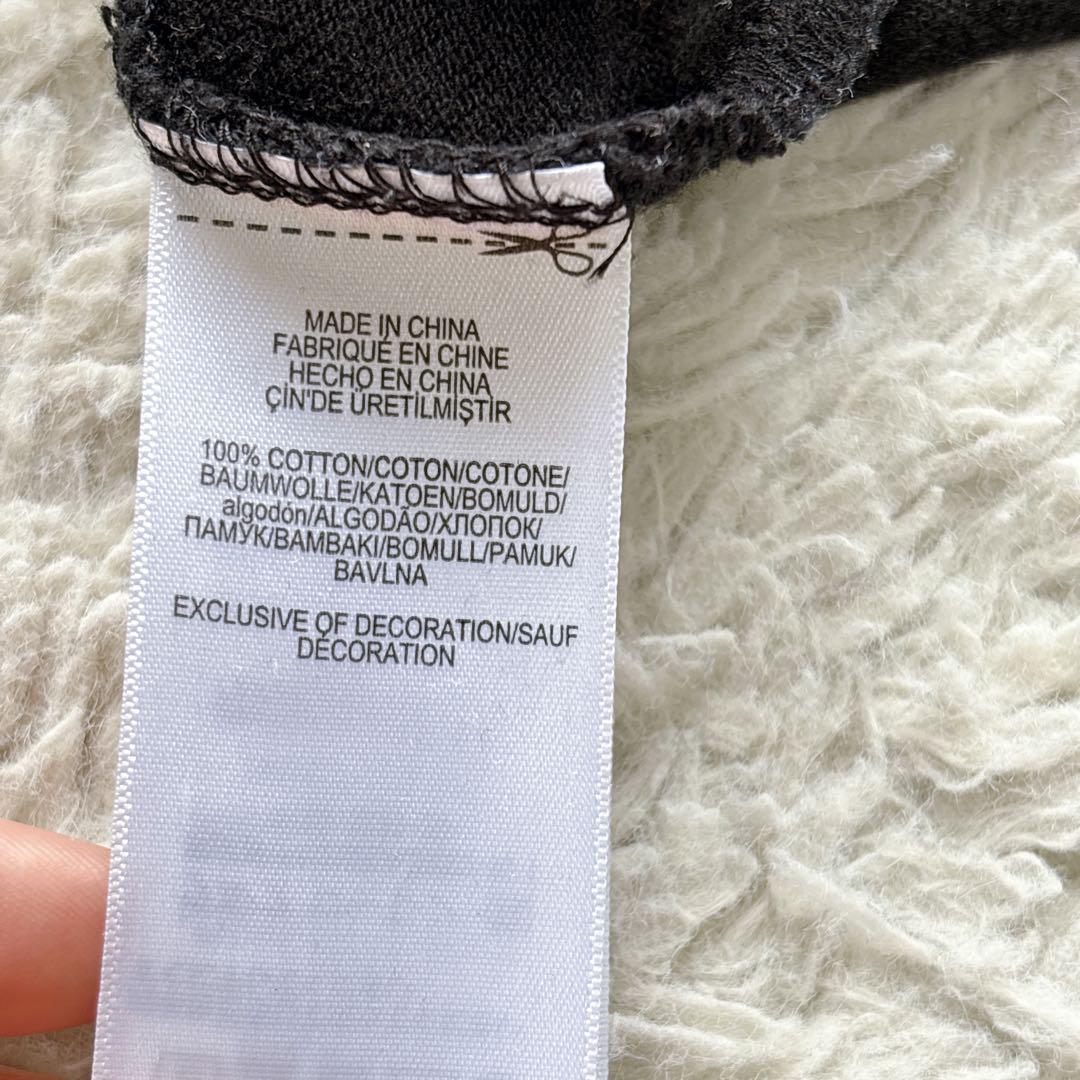 MADE IN CHINA
FABRIQUE EN CHINE
HECHO EN CHINA
ÇİN'DE ÜRETİLMİŞTİR
100% COTTON/COTON/COTONE/
BAUMWOLLE/KATOEN/BOMULD/
algodón/ALGODÃO/ХЛОПОК/
ПАМУК/BAMBAKI/BOMULL/PAMUK/
BAVLNA
EXCLUSIVE OF DECORATION/SAUF
DÉCORATION